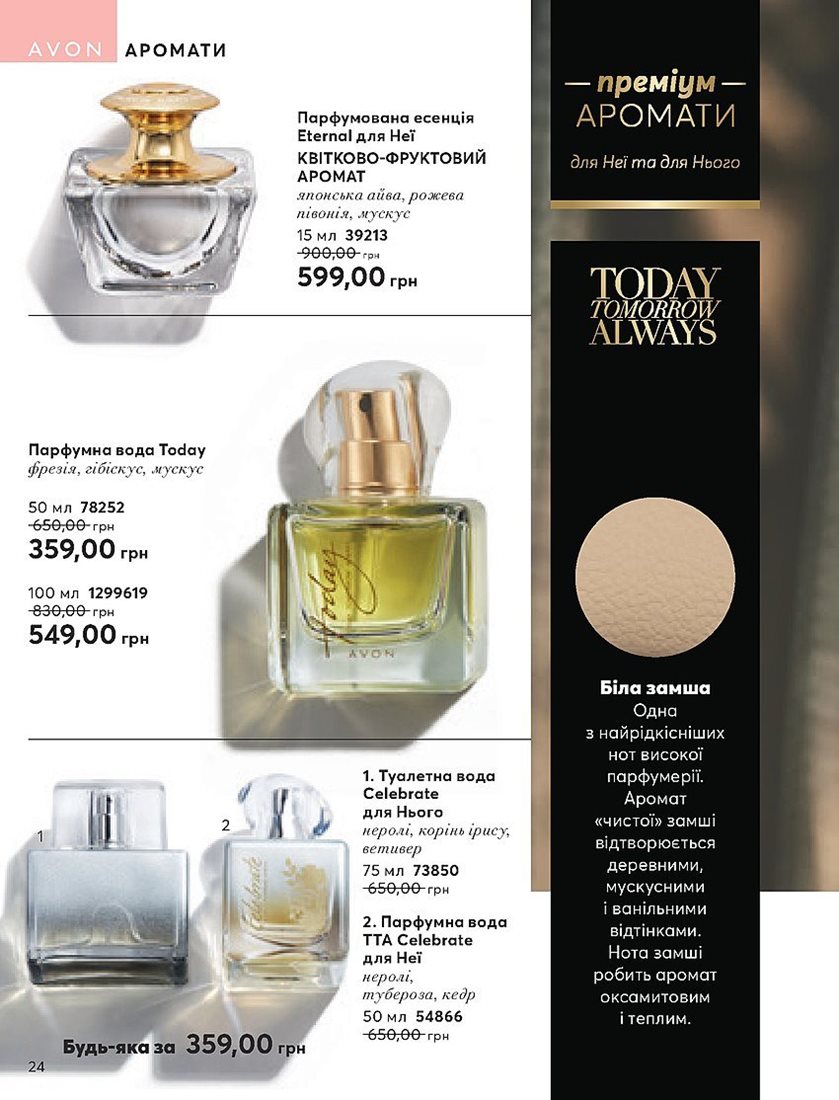 AVON АРОМАТИ
Парфумована есенція
Eternal для Неї
КВІТКОВО-ФРУКТОВИЙ
АРОМАТ
японська айва, рожева
півонія, мускус
15 мл 39213
900,00 грн
599,00 грн
Парфумна вода Today
фрезія, гібіскус, мускус
50 мл 78252
650,00 грн
359,00 грн
100 мл 1299619
830,00 грн
549,00 грн
Today
AVON
1
2
Celebrate
1. Туалетна вода
Celebrate
для Нього
неролі, корінь ірису,
ветивер
75 мл 73850
650,00 грн
2. Парфумна вода
TTA Celebrate
для Неї
неролі,
тубероза, кедр
50 мл 54866
650,00 грн
Будь-яка за 359,00 грн
24
преміум
АРОМАТИ
для Неї та для Нього
TODAY
TOMORROW
ALWAYS
Біла замша
Одна
з найрідкісніших
нот високої
парфумерії.
Аромат
«чистої» замші
відтворюється
деревними,
мускусними
і ванільними
відтінками.
Нота замші
робить аромат
оксамитовим
і теплим.